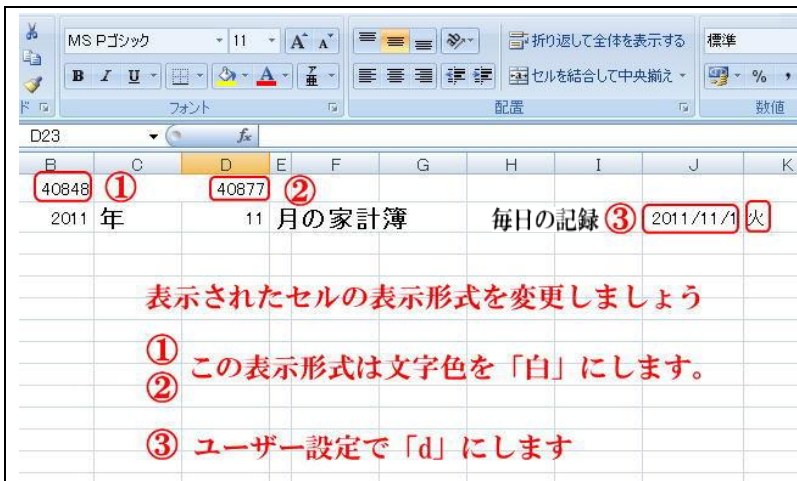 MS Pゴシック 11 A A 折り返して全体を表示する 標準
B I U A ア亜 セルを結合して中央揃え % ,
ド フォント 配置 数値
D23 fx
B C D E F G H I J K
40848 ① 40877 ②
2011 年 11 月の家計簿 毎日の記録 ③ 2011/11/1 火
表示されたセルの表示形式を変更しましょう
①
この表示形式は文字色を「白」にします。
②
③ ユーザー設定で「d」にします